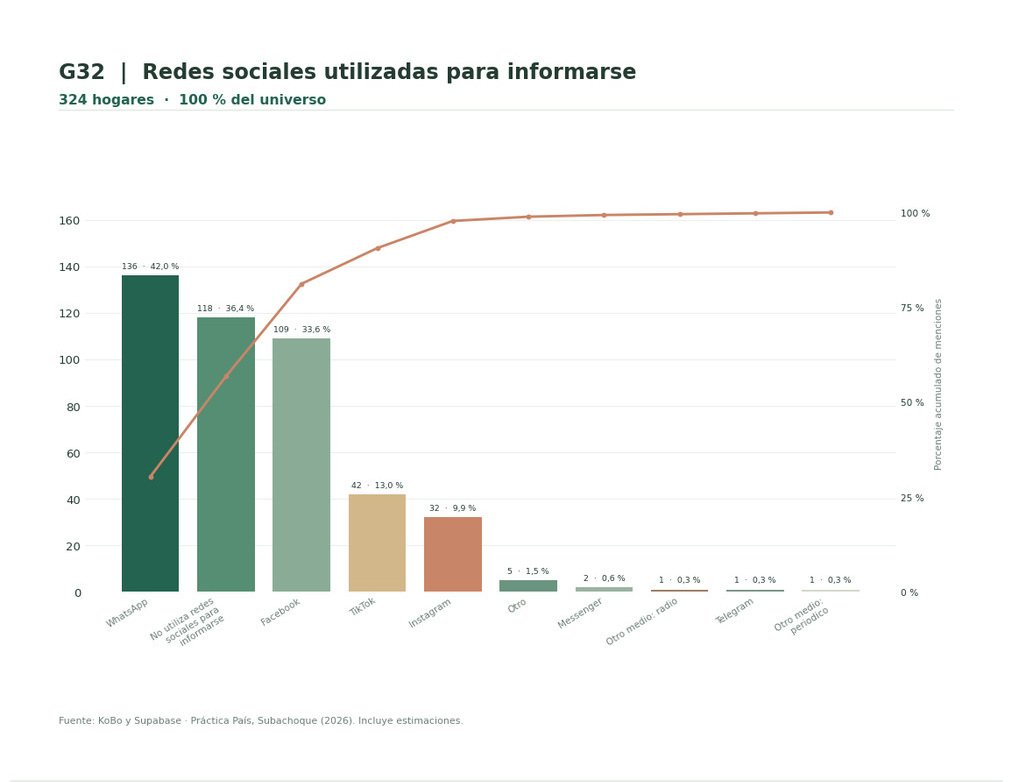 G32 | Redes sociales utilizadas para informarse
324 hogares · 100 % del universo
160
140
120
100
80
60
40
20
0
136 · 42,0 %
118 · 36,4 %
109 · 33,6 %
42 · 13,0 %
32 · 9,9 %
5 · 1,5 %
2 · 0,6 %
1 · 0,3 %
1 · 0,3 %
1 · 0,3 %
100 %
75 %
50 %
25 %
0 %
Porcentaje acumulado de menciones
WhatsApp
No utiliza redes
sociales para
informarse
Facebook
TikTok
Instagram
Otro
Messenger
Otro medio: radio
Telegram
Otro medio:
periodico
Fuente: KoBo y Supabase · Práctica País, Subachoque (2026). Incluye estimaciones.